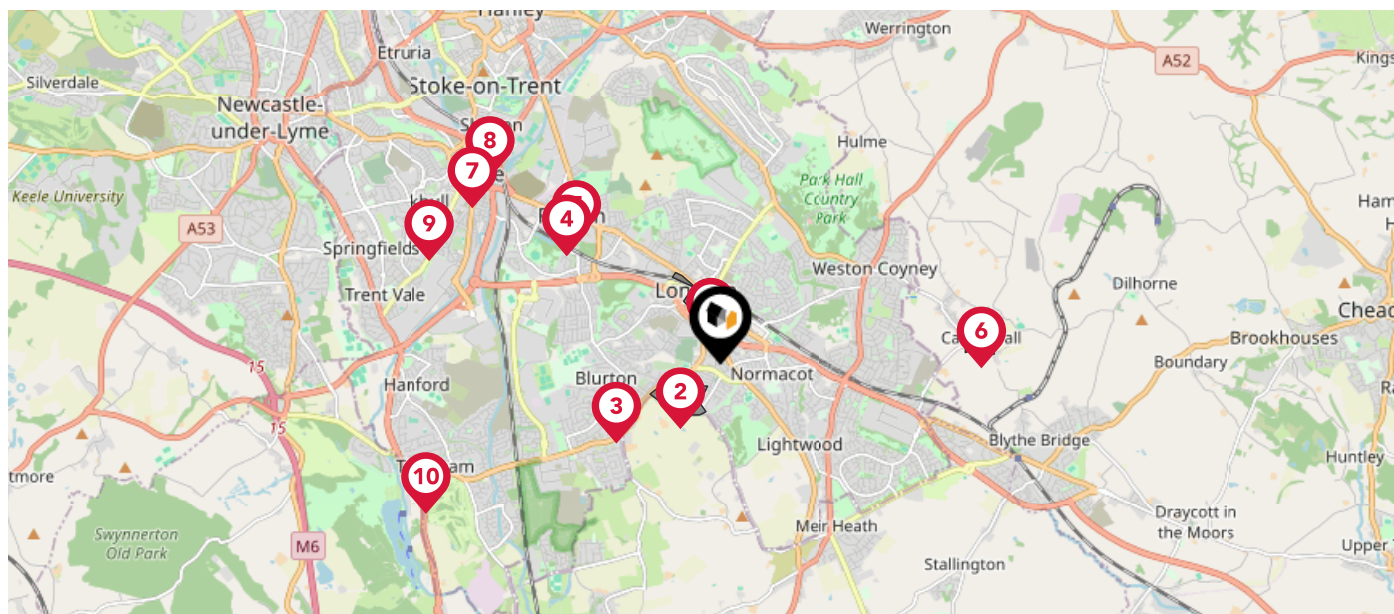 Hanley
Werrington
Etruria
A52
Kings
Silverdale
Stoke-on-Trent
Newcastle-
under-Lyme
8
Hulme
7
Keele University
Park Hall
Country
Park
4
9
A53
Springfields
Weston Coyney
Trent Vale
Dilhorne
6
Cheac
Brookhouses
15
Boundary
Hanford
Blurton
Normacot
2
3
15
Lightwood
Blythe Bridge
Huntley
tmore
10
Draycott in
the Moors
Meir Heath
Swynnerton
Old Park
M6
Upper
Stallington